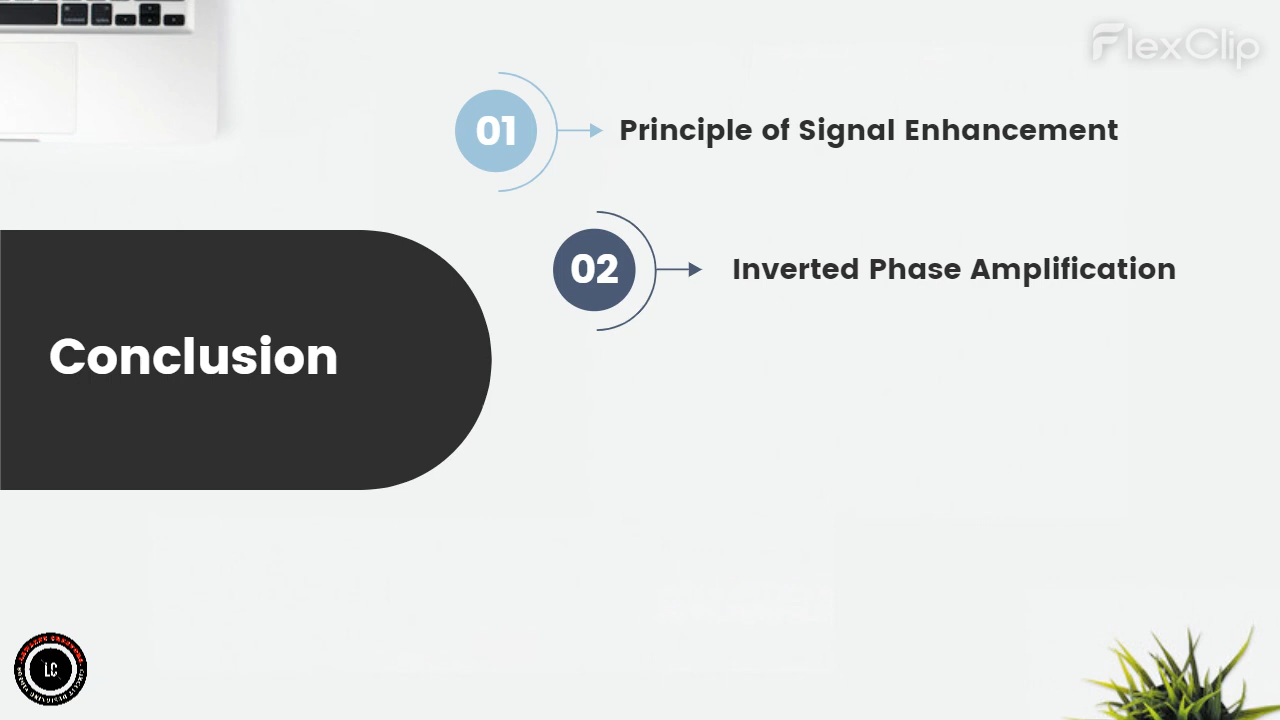 FlexClip
01
Principle of Signal Enhancement
02
Inverted Phase Amplification
Conclusion
LC